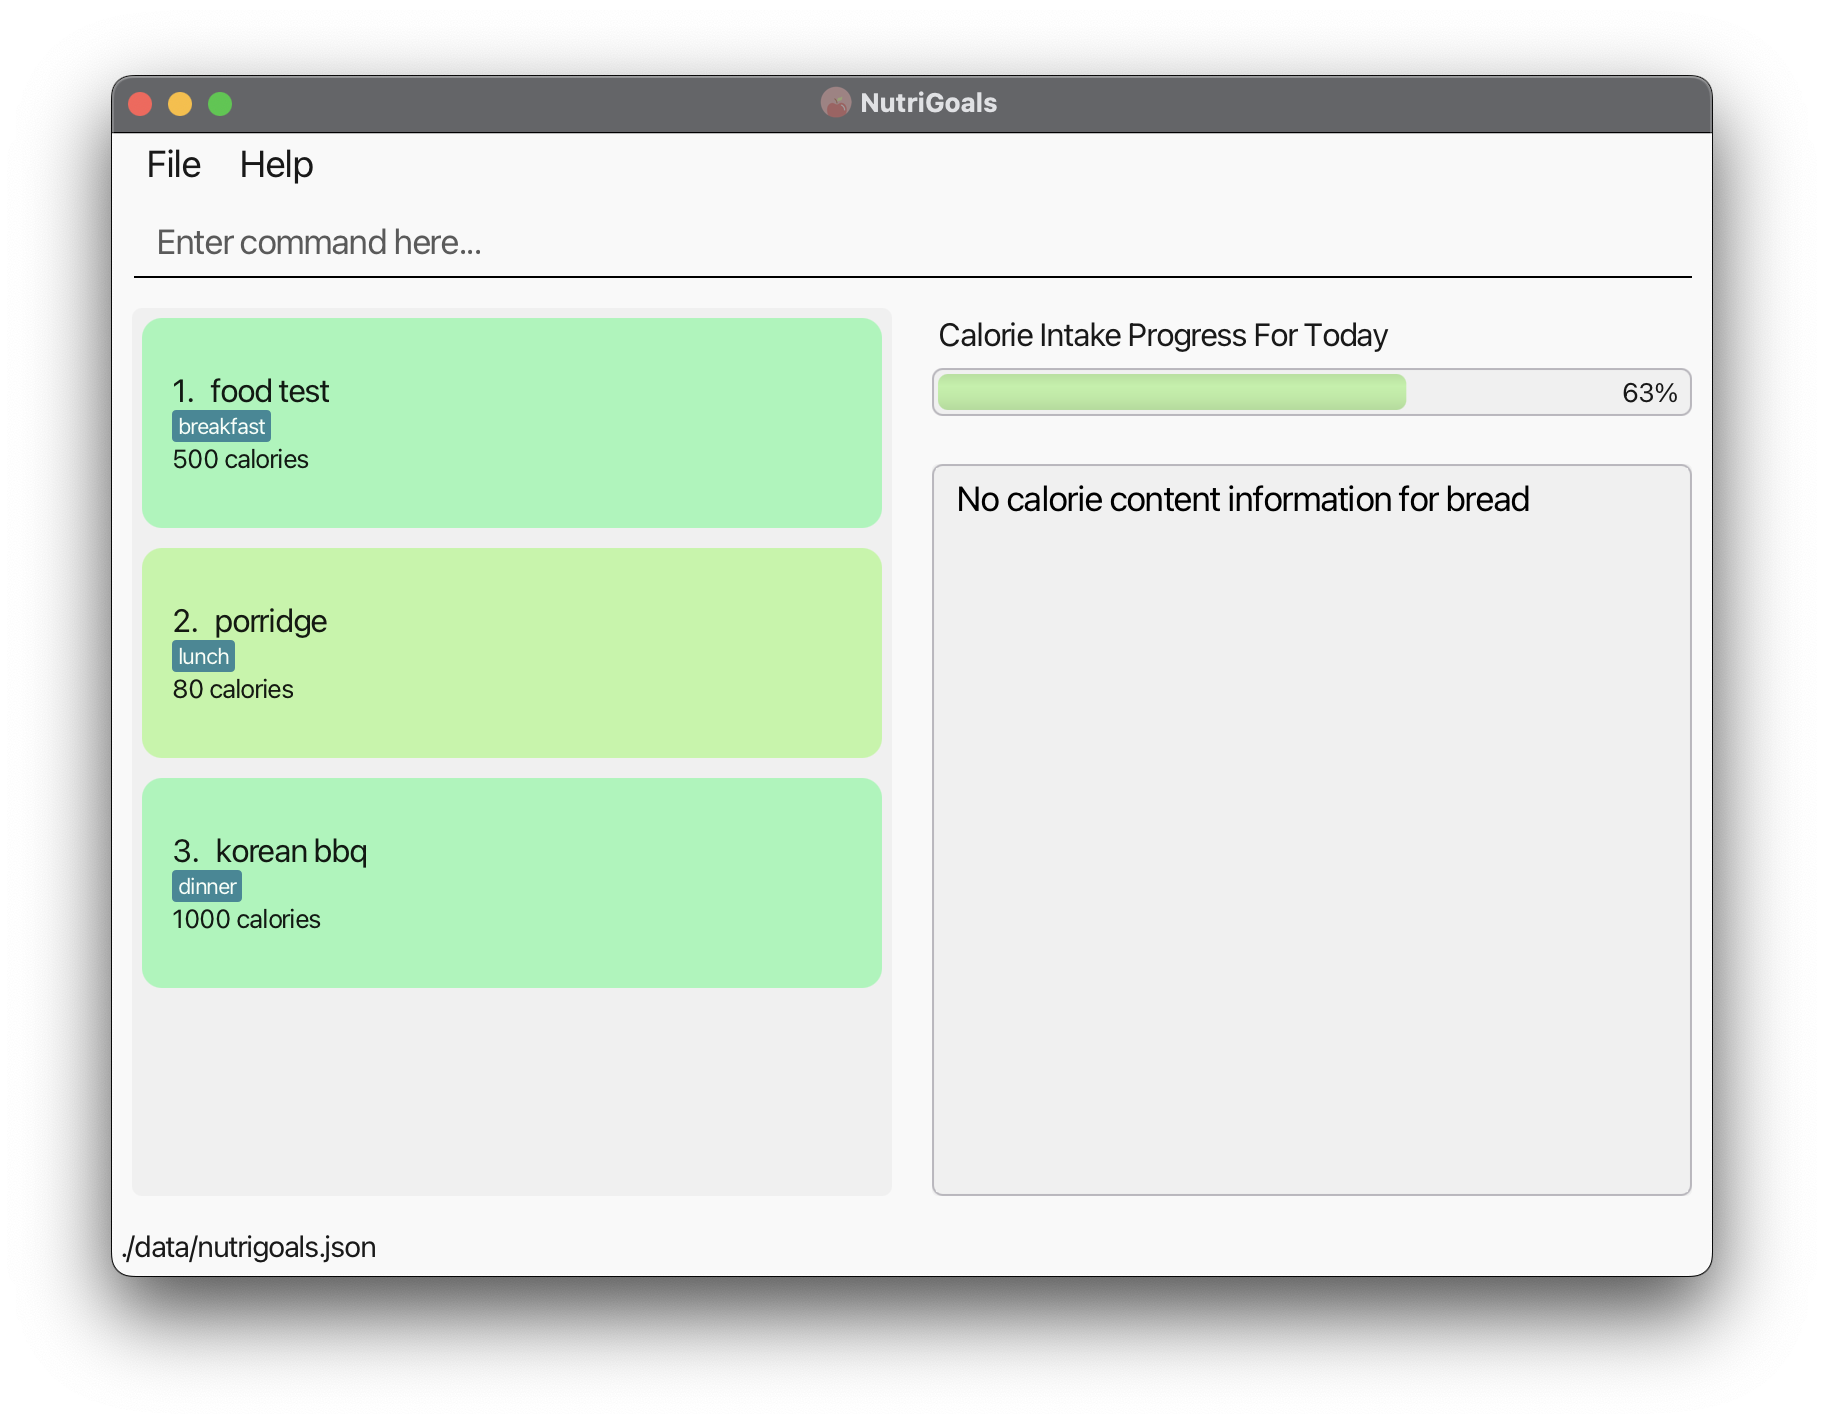 NutriGoals
File Help
Enter command here...
1. food test
breakfast
500 calories
2. porridge
lunch
80 calories
3. korean bbq
dinner
1000 calories
Calorie Intake Progress For Today
63%
No calorie content information for bread
./data/nutrigoals.json